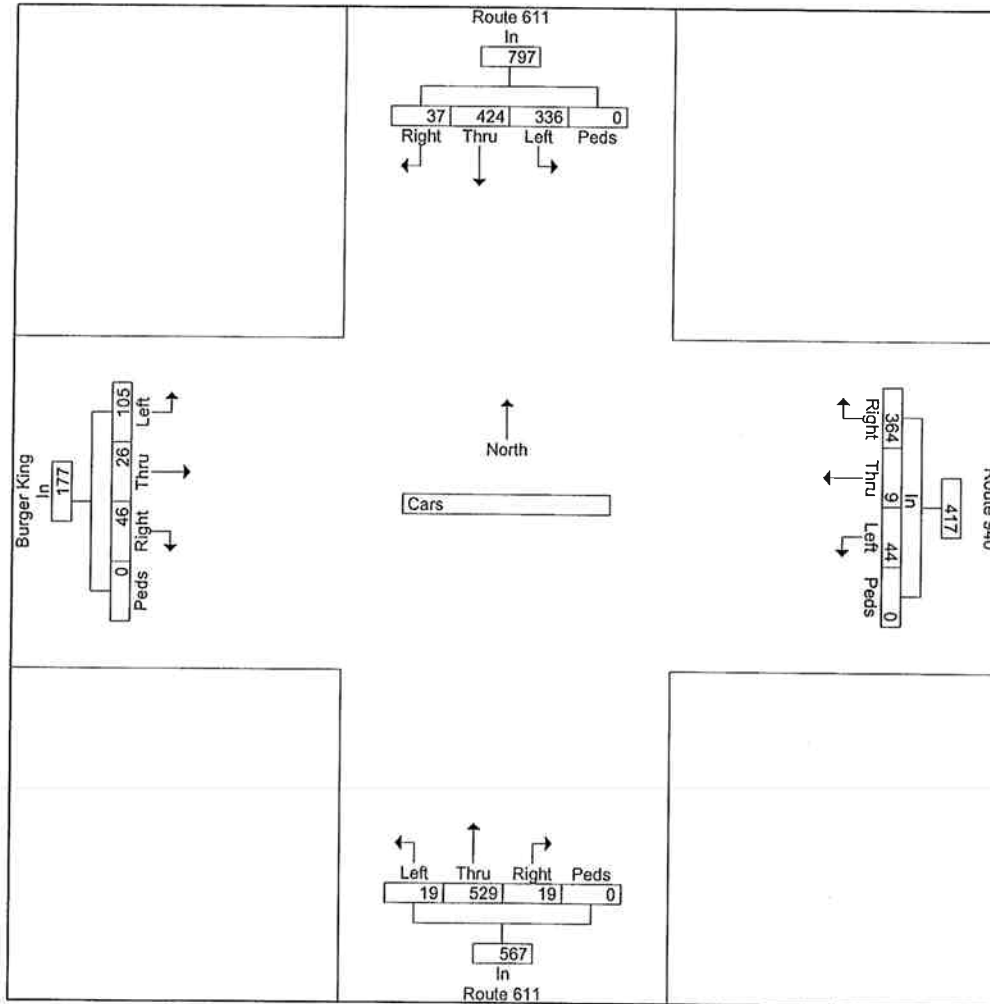 Route 611
In
797
37 424 336 0
Right Thru Left Peds
Burger King
In
177
105 26 46 0
Left Thru Right Peds
North
Cars
Right Thru Left Peds
364 9 44 0
In
417
Route
Left Thru Right Peds
19 529 19 0
567
In
Route 611